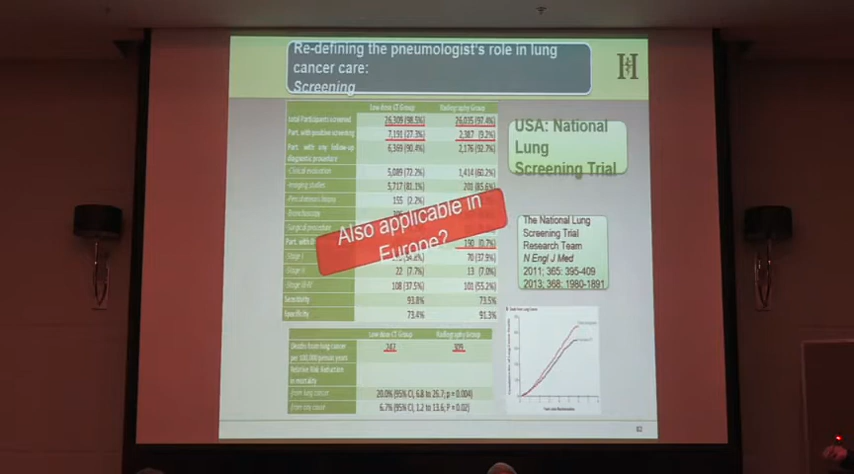 Re-defining the pneumologist's role in lung
cancer care:
Screening
H
Low dose CT Group Radiography Group
Total Participants screened 26,309 (98.5%) 26,035 (97.4%)
Part. with positive screening 7,191 (27.3%) 2,387 (9.2%)
Part. with any follow-up 6,369 (90.4%) 2,176 (92.7%)
diagnostic procedure
-Clinical evaluation 5,089 (72.2%) 1,414 (60.2%)
-Imaging studies 5,717 (81.1%) 201 (85.6%)
-Percutaneous biopsy 155 (2.2%)
-Bronchoscopy
-Surgical procedure
Part. with 190 (0.7%)
-Stage I 70 (37.9%)
-Stage II 22 (7.7%) 13 (7.0%)
108 (37.5%) 101 (55.2%)
Sensitivity 93.8% 73.5%
Specificity 73.4% 91.3%
Also applicable in
Europe?
USA: National
Lung
Screening Trial
The National Lung
Screening Trial
Research Team
N Engl J Med
2011; 365: 395-409
2013; 368: 1980-1891
Low dose CT Group Radiography Group
Deaths from lung cancer 247 309
per 100,000 person years
Relative Risk Reduction
in mortality
-from lung cancer 20.0% (95% CI, 6.8 to 26.7; p = 0.004)
-from any cause 6.7% (95% CI, 1.2 to 13.6; P = 0.02)